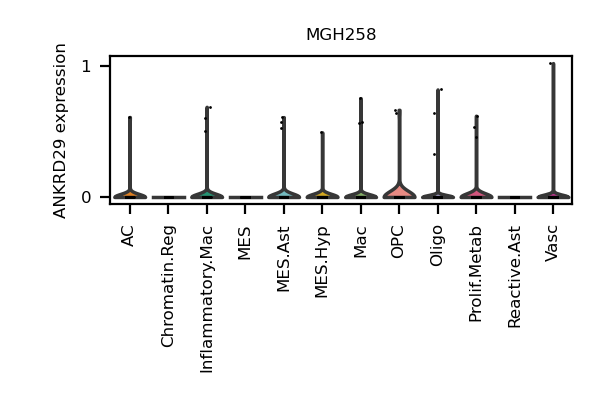 MGH258
ANKRD29 expression
1
0
AC
Chromatin.Reg
Inflammatory.Mac
MES
MES.Ast
MES.Hyp
Mac
OPC
Oligo
Prolif.Metab
Reactive.Ast
Vasc